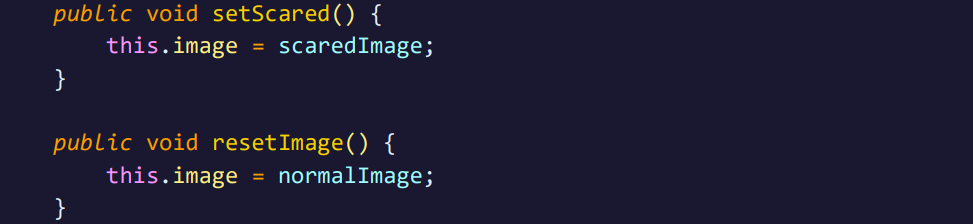 public void setScared() {
    this.image = scaredImage;
}

public void resetImage() {
    this.image = normalImage;
}